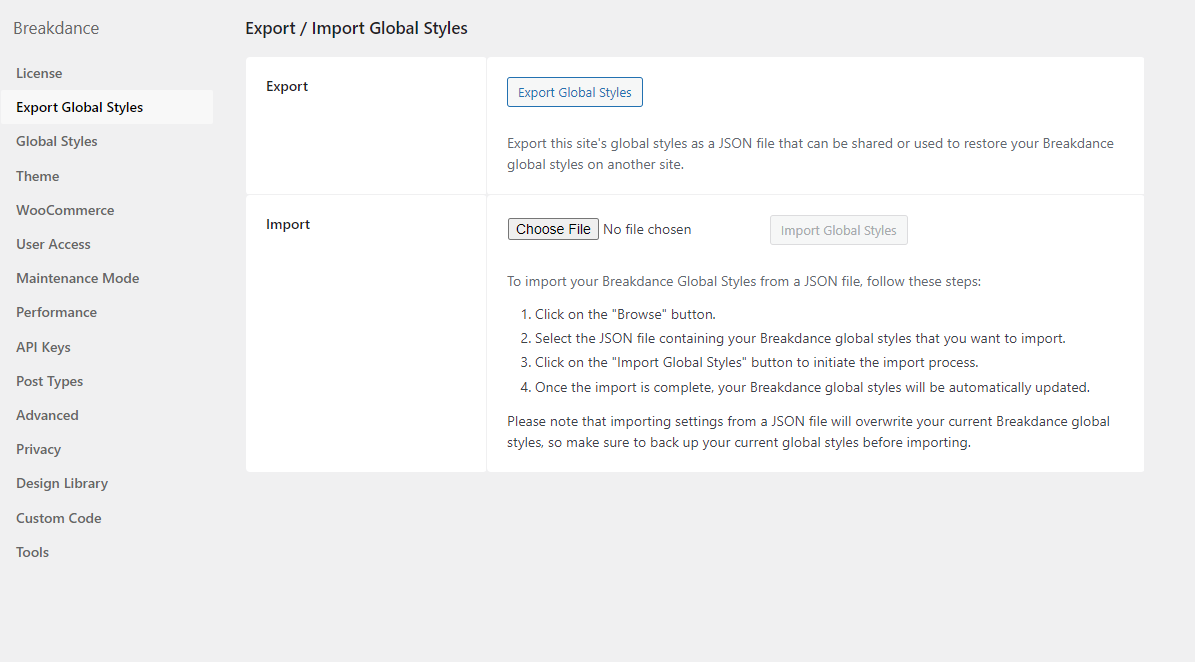 Breakdance
License
Export Global Styles
Global Styles
Theme
WooCommerce
User Access
Maintenance Mode
Performance
API Keys
Post Types
Advanced
Privacy
Design Library
Custom Code
Tools
Export / Import Global Styles
Export
Export Global Styles
Export this site's global styles as a JSON file that can be shared or used to restore your Breakdance
global styles on another site.
Import
Choose File No file chosen
Import Global Styles
To import your Breakdance Global Styles from a JSON file, follow these steps:
1. Click on the "Browse" button.
2. Select the JSON file containing your Breakdance global styles that you want to import.
3. Click on the "Import Global Styles" button to initiate the import process.
4. Once the import is complete, your Breakdance global styles will be automatically updated.
Please note that importing settings from a JSON file will overwrite your current Breakdance global
styles, so make sure to back up your current global styles before importing.